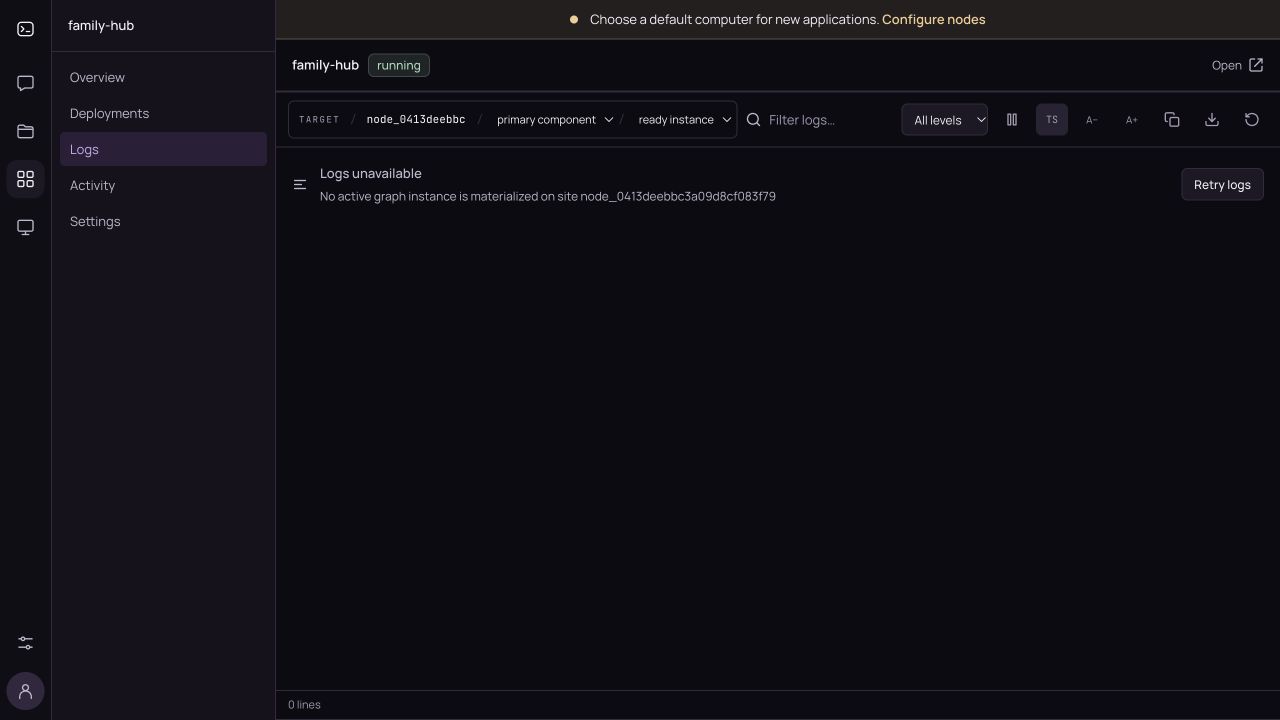 Choose a default computer for new applications. Configure nodes
family-hub
family-hub running Open
Overview
Deployments
Logs
Activity
Settings
TARGET / node_0413deebbc / primary component / ready instance Filter logs... All levels TS A- A+
Logs unavailable
No active graph instance is materialized on site node_0413deebbc3a09d8cf083f79
Retry logs
0 lines